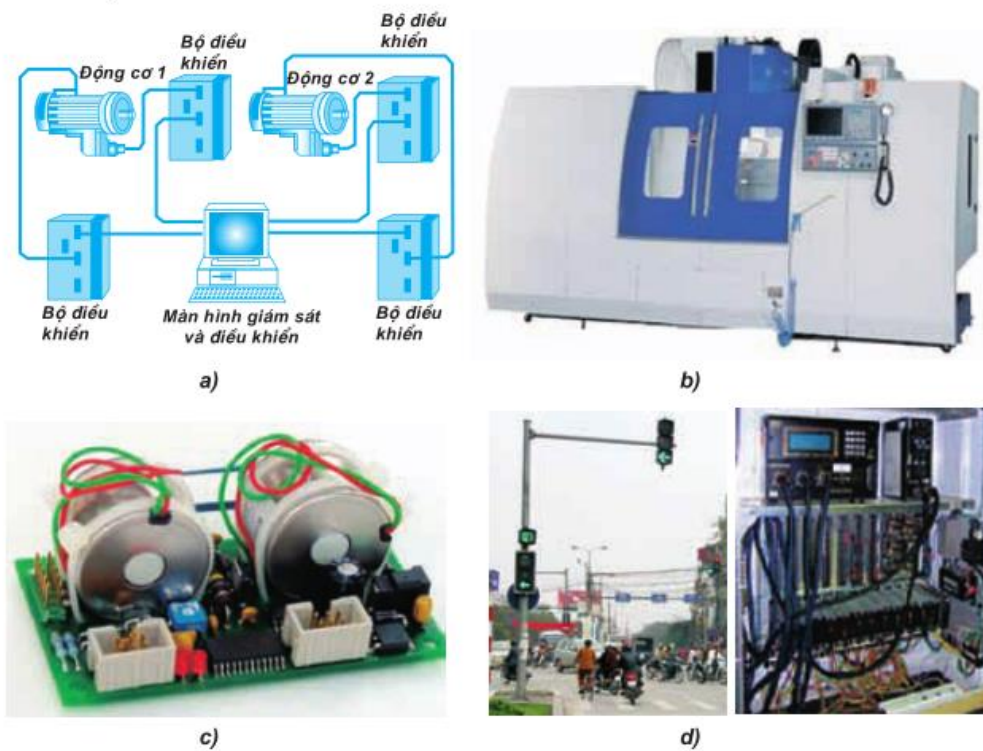 Bộ điều
khiển
Động cơ 1
Bộ điều
khiển
Động cơ 2
Bộ điều
khiển
Màn hình giám sát
và điều khiển
Bộ điều
khiển
a)
b)
c)
d)